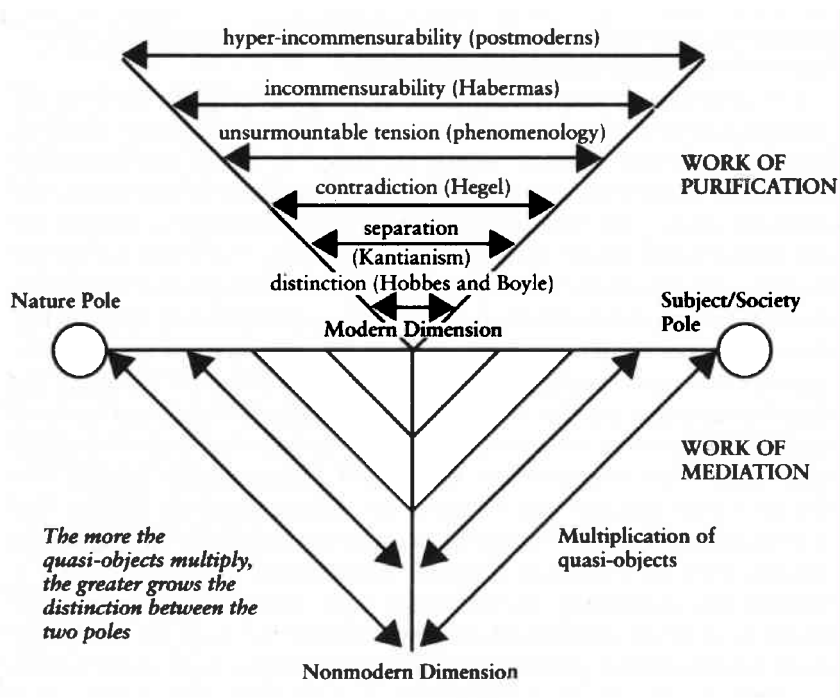 hyper-incommensurability (postmoderns)
incommensurability (Habermas)
unsurmountable tension (phenomenology)
WORK OF
PURIFICATION
contradiction (Hegel)
separation
(Kantianism)
distinction (Hobbes and Boyle)
Nature Pole
Subject/Society
Pole
Modern Dimension
WORK OF
MEDIATION
The more the
quasi-objects multiply,
the greater grows the
distinction between the
two poles
Multiplication of
quasi-objects
Nonmodern Dimension